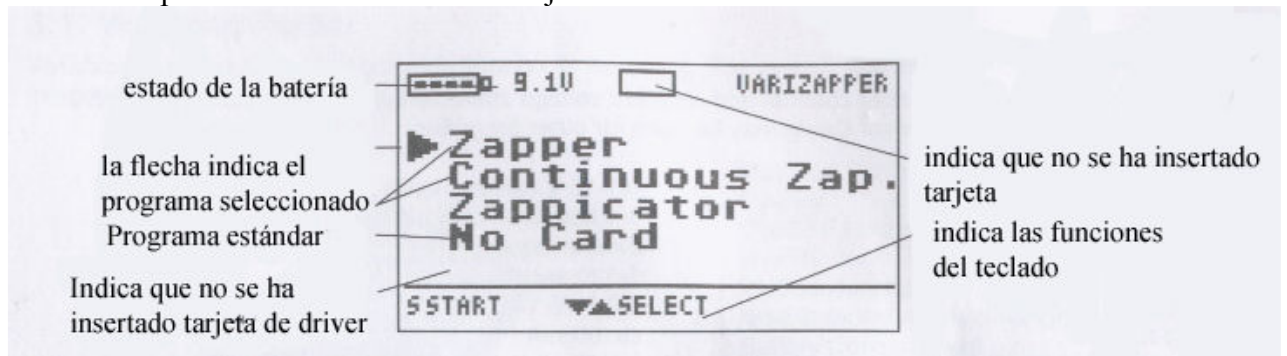 estado de la batería
la flecha indica el
programa seleccionado
Programa estándar
Indica que no se ha
insertado tarjeta de driver
9.1V VARIZAPPER
Zapper
Continuous Zap.
Zappicator
No Card
S START ▼▲SELECT
indica que no se ha insertado
tarjeta
indica las funciones
del teclado